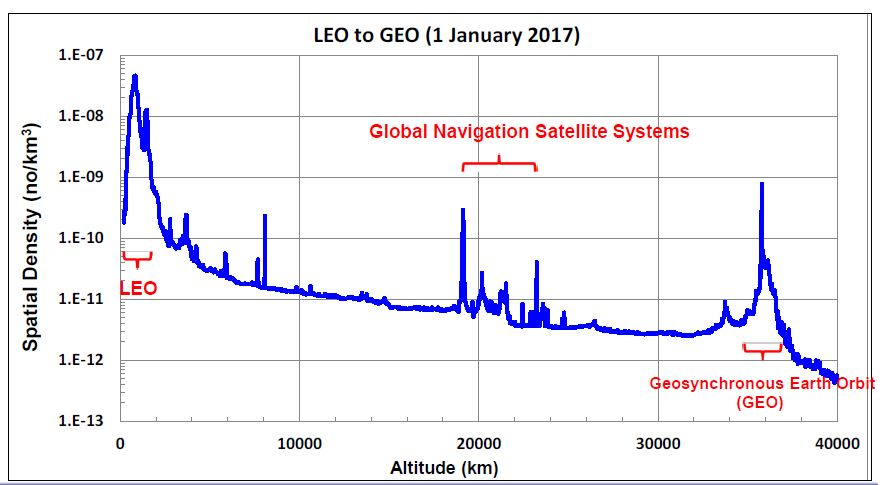 LEO to GEO (1 January 2017)
1.E-07
1.E-08
1.E-09
1.E-10
1.E-11
1.E-12
1.E-13
Spatial Density (no/km³)
Global Navigation Satellite Systems
LEO
Geosynchronous Earth Orbit
(GEO)
0 10000 20000 30000 40000
Altitude (km)